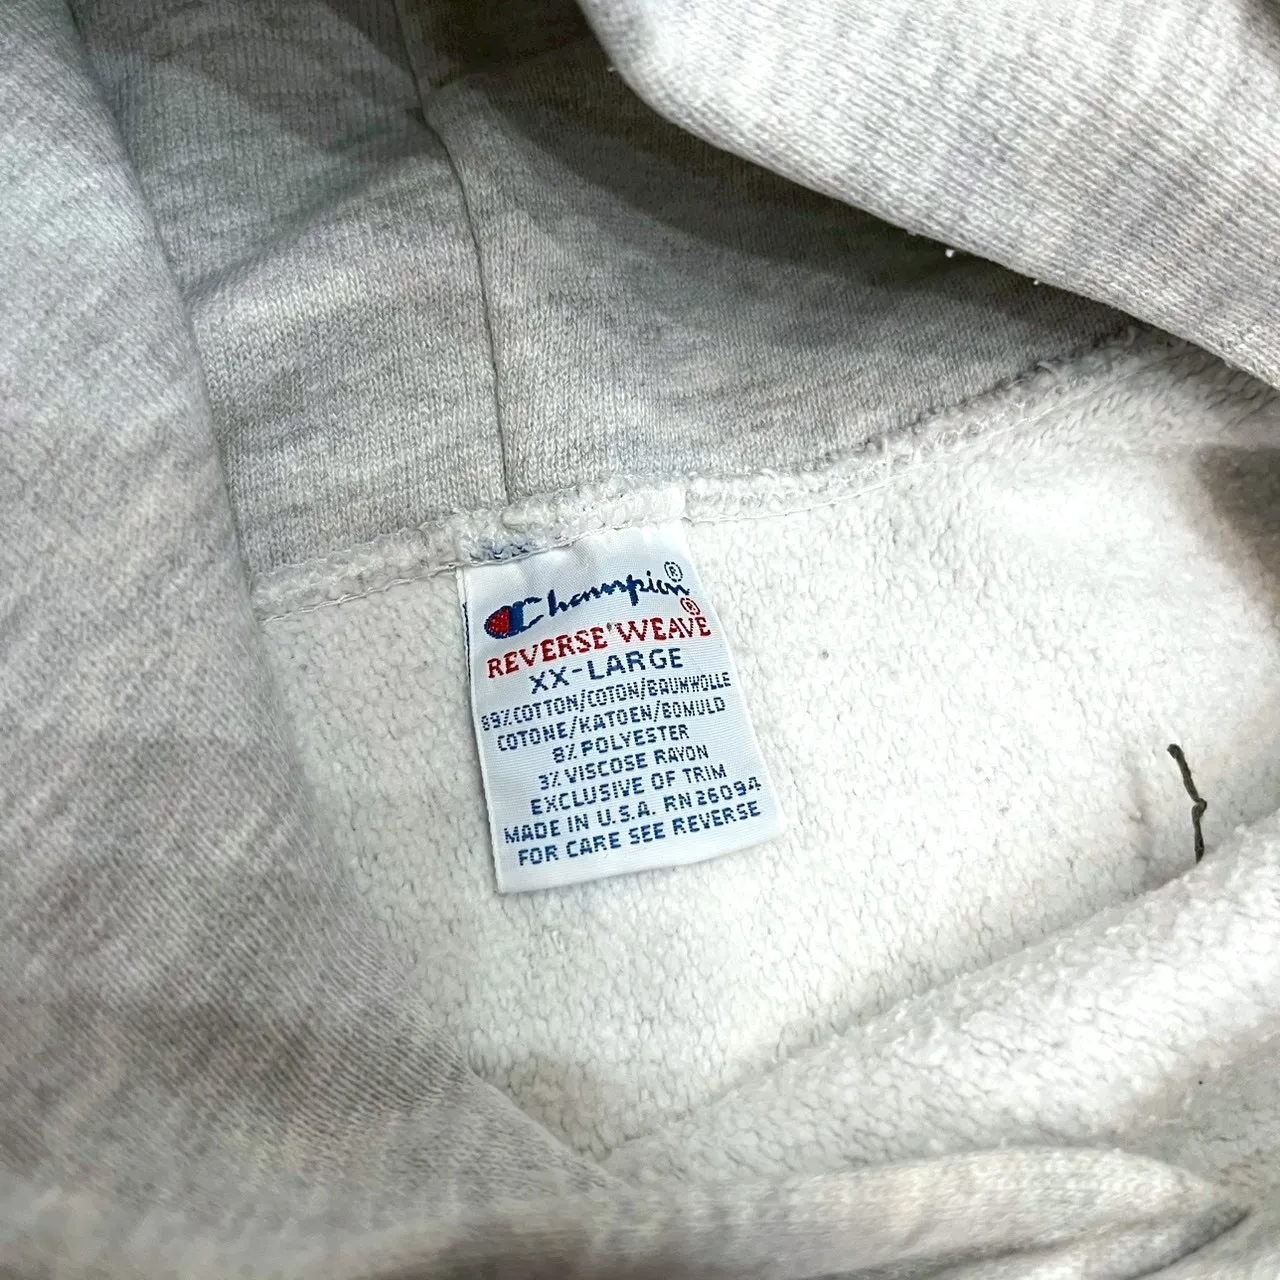 Champion®
REVERSE WEAVE®
XX-LARGE
89% COTTON/COTON/BAUMWOLLE
COTONE/KATOEN/BOMULD
8% POLYESTER
3% VISCOSE RAYON
EXCLUSIVE OF TRIM
MADE IN U.S.A. RN26094
FOR CARE SEE REVERSE